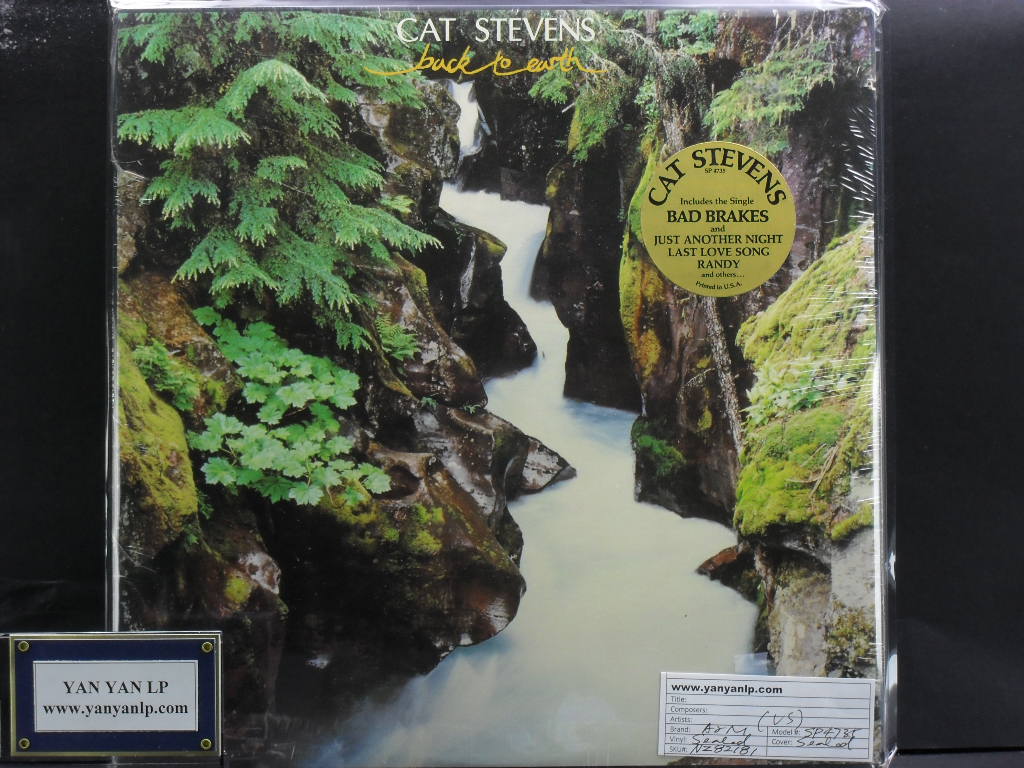 CAT STEVENS
back to earth
CAT STEVENS
SP 4735
Includes the Single
BAD BRAKES
and
JUST ANOTHER NIGHT
LAST LOVE SONG
RANDY
and others...
Printed in U.S.A.
YAN YAN LP
www.yanyanlp.com
www.yanyanlp.com
Title:
Composers:
Artists: (US)
Brand: A&M Model #: SP4735
Vinyl: Sealed Cover: Sealed
SKU#: